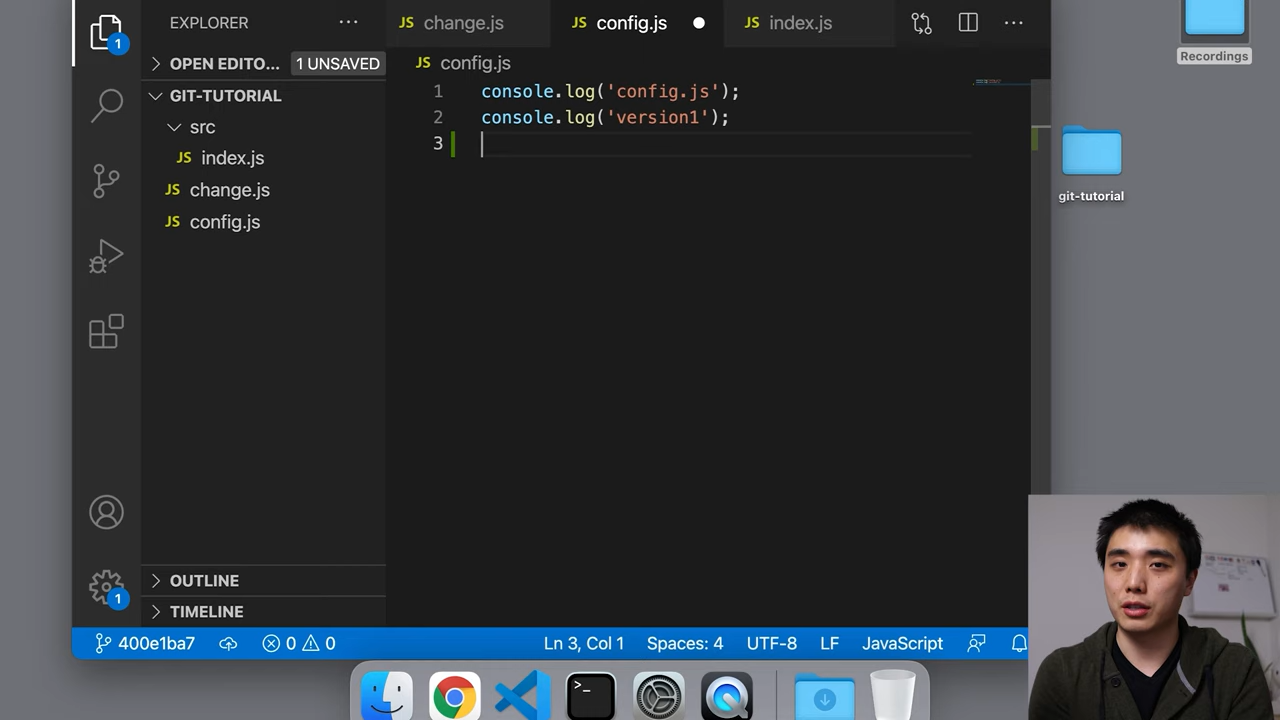 EXPLORER
1
OPEN EDITO... 1 UNSAVED
GIT-TUTORIAL
src
JS index.js
JS change.js
JS config.js
OUTLINE
TIMELINE
1
JS change.js
JS config.js
JS index.js
JS config.js
1 console.log('config.js');
2 console.log('version1');
3
400e1ba7
0 0
Ln 3, Col 1
Spaces: 4
UTF-8
LF
JavaScript
Recordings
git-tutorial
>_